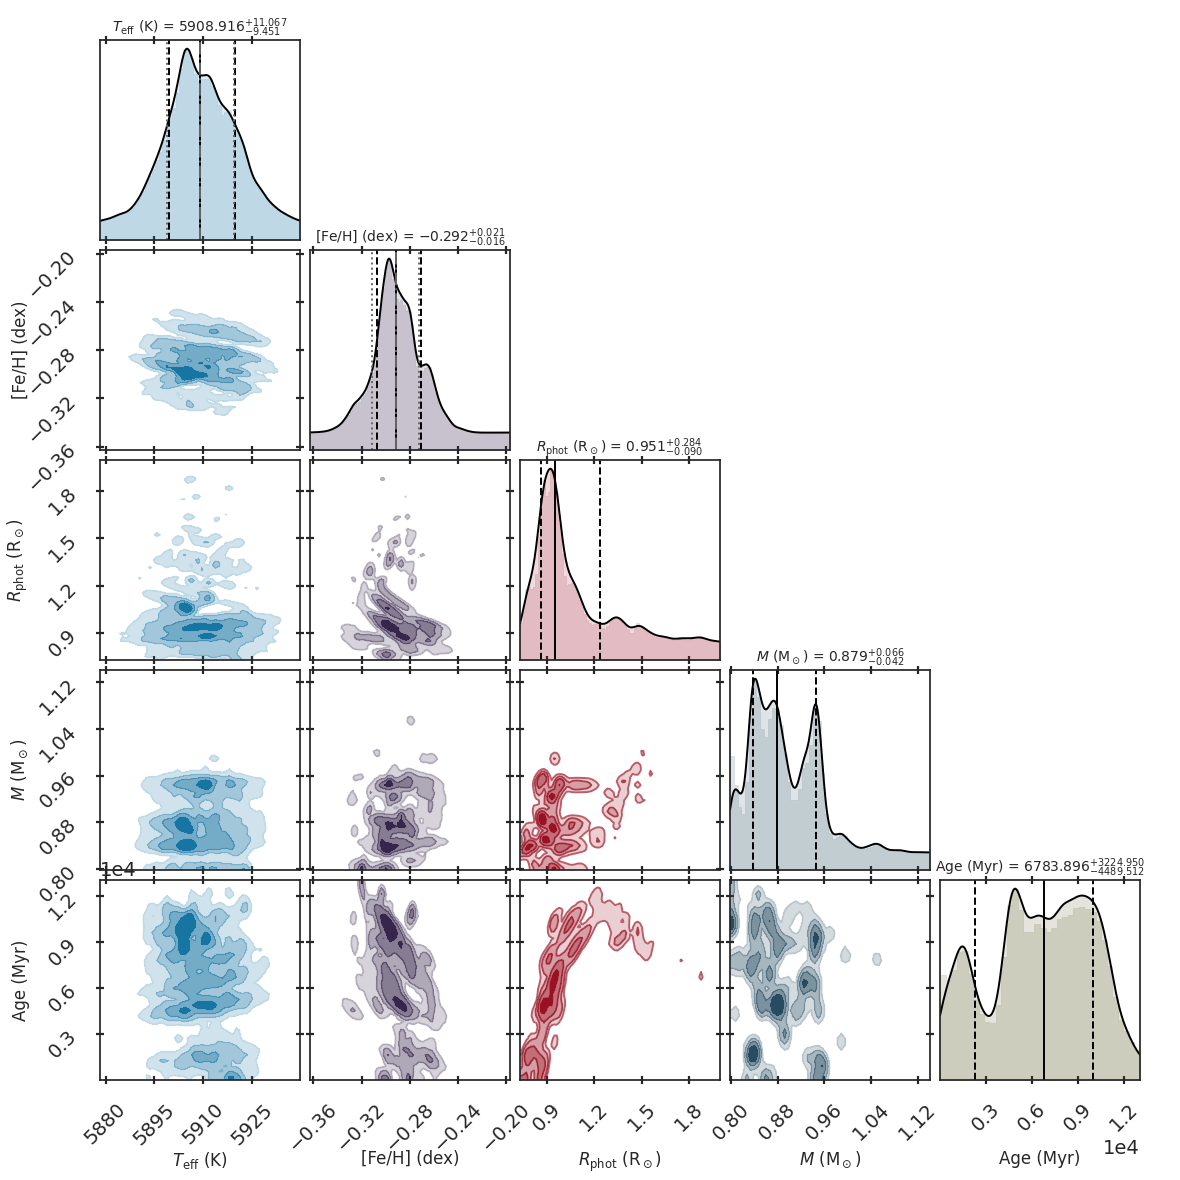 T_eff (K) = 5908.916 +11.067 −9.451
[Fe/H] (dex) = −0.292 +0.021 −0.016
−0.20
−0.24
−0.28
−0.32
−0.36
[Fe/H] (dex)
R_phot (R⊙) = 0.951 +0.284 −0.090
1.8
1.5
1.2
0.9
R_phot (R⊙)
M (M⊙) = 0.879 +0.066 −0.042
1.12
1.04
0.96
0.88
0.80
M (M⊙)
1e4
Age (Myr) = 6783.896 +3224.950 −4489.512
1.2
0.9
0.6
0.3
Age (Myr)
5880 5895 5910 5925
−0.36 −0.32 −0.28 −0.24 −0.20
0.9 1.2 1.5 1.8
0.80 0.88 0.96 1.04 1.12
0.3 0.6 0.9 1.2
1e4
T_eff (K)
[Fe/H] (dex)
R_phot (R⊙)
M (M⊙)
Age (Myr)